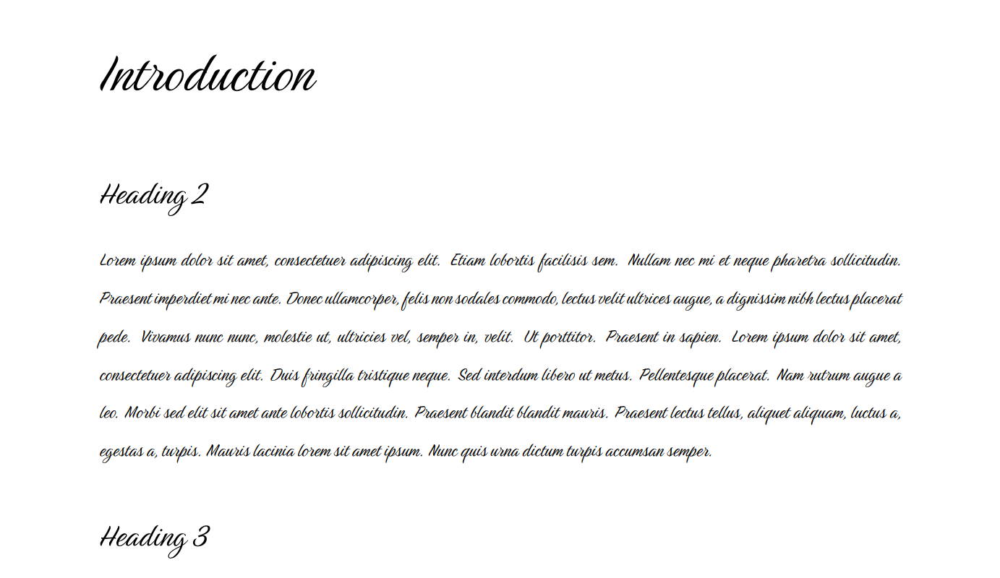 Introduction
Heading 2
Lorem ipsum dolor sit amet, consectetuer adipiscing elit. Etiam lobortis facilisis sem. Nullam nec mi et neque pharetra sollicitudin.
Praesent imperdiet mi nec ante. Donec ullamcorper, felis non sodales commodo, lectus velit ultrices augue, a dignissim nibh lectus placerat
pede. Vivamus nunc nunc, molestie ut, ultricies vel, semper in, velit. Ut porttitor. Praesent in sapien. Lorem ipsum dolor sit amet,
consectetuer adipiscing elit. Duis fringilla tristique neque. Sed interdum libero ut metus. Pellentesque placerat. Nam rutrum augue a
leo. Morbi sed elit sit amet ante lobortis sollicitudin. Praesent blandit blandit mauris. Praesent lectus tellus, aliquet aliquam, luctus a,
egestas a, turpis. Mauris lacinia lorem sit amet ipsum. Nunc quis urna dictum turpis accumsan semper.
Heading 3